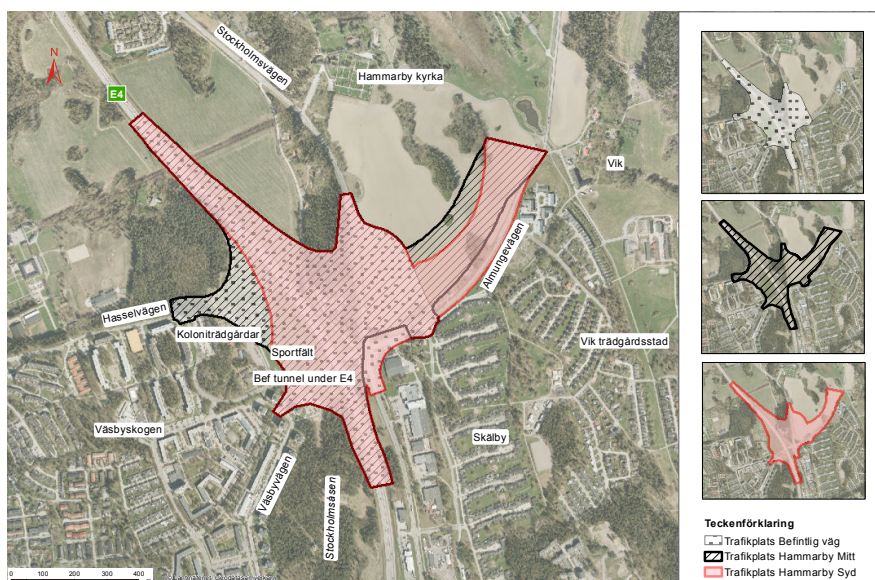 N
E4
Stockholmsvägen
Hammarby kyrka
Vik
Almungevägen
Hasselvägen
Koloniträdgårdar
Sportfält
Bef tunnel under E4
Vik trädgårdsstad
Väsbyskogen
Skälby
Väsbyvägen
Stockholmsåsen
0 100 200 400
Teckenförklaring
Trafikplats Befintlig väg
Trafikplats Hammarby Mitt
Trafikplats Hammarby Syd